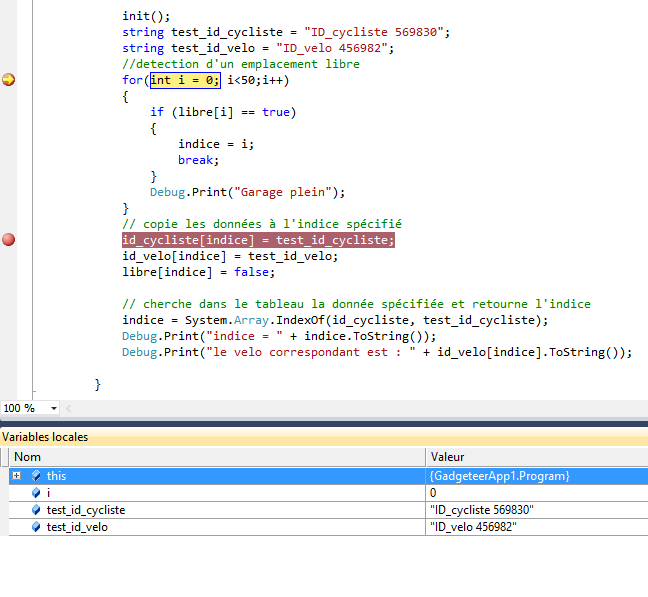 init();
string test_id_cycliste = "ID_cycliste 569830";
string test_id_velo = "ID_velo 456982";
//detection d'un emplacement libre
for(int i = 0; i<50;i++)
{
if (libre[i] == true)
{
indice = i;
break;
}
Debug.Print("Garage plein");
}
// copie les données à l'indice spécifié
id_cycliste[indice] = test_id_cycliste;
id_velo[indice] = test_id_velo;
libre[indice] = false;
// cherche dans le tableau la donnée spécifiée et retourne l'indice
indice = System.Array.IndexOf(id_cycliste, test_id_cycliste);
Debug.Print("indice = " + indice.ToString());
Debug.Print("le velo correspondant est : " + id_velo[indice].ToString());
}
100 %
Variables locales
Nom Valeur
this {GadgeteerApp1.Program}
i 0
test_id_cycliste "ID_cycliste 569830"
test_id_velo "ID_velo 456982"